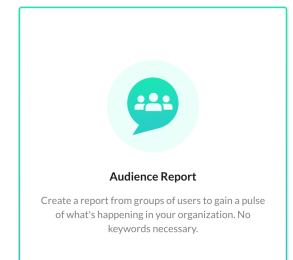 Audience Report
Create a report from groups of users to gain a pulse
of what's happening in your organization. No
keywords necessary.